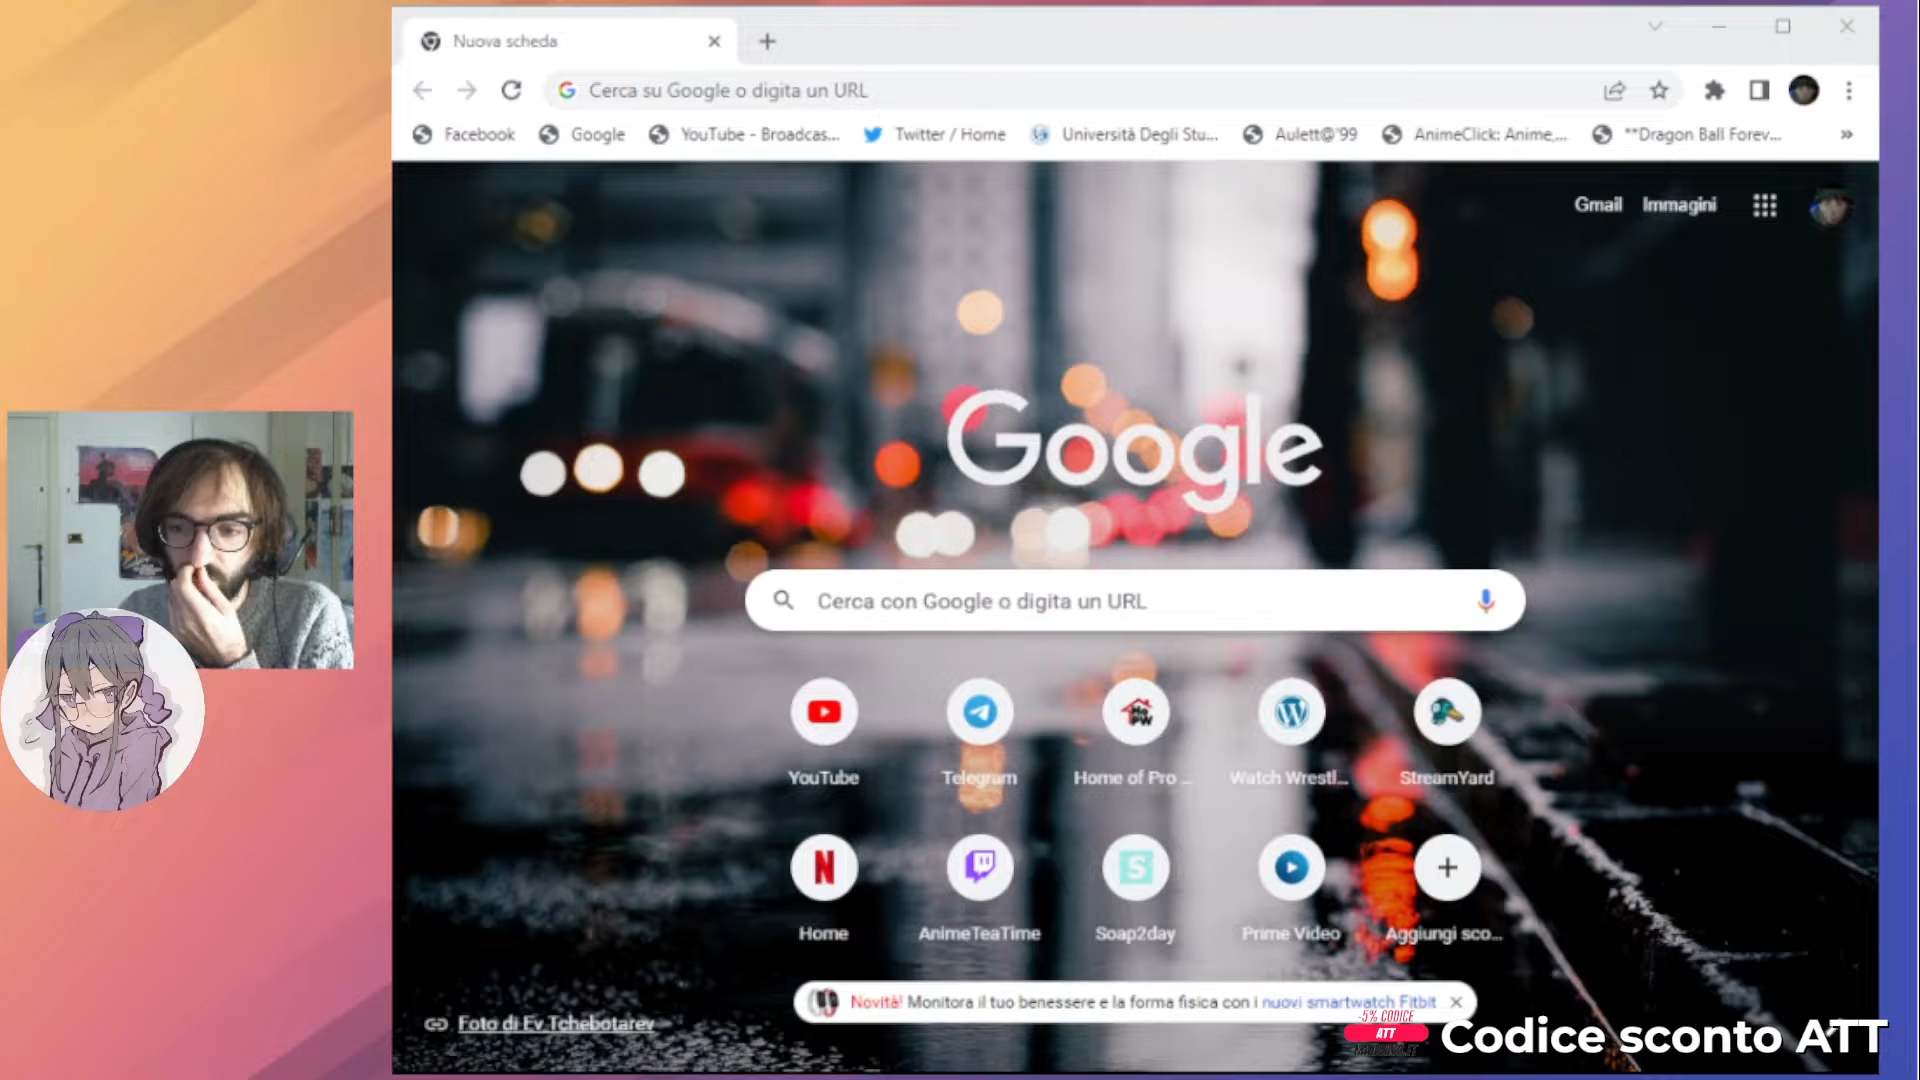 Nuova scheda
Cerca su Google o digita un URL
Facebook
Google
YouTube - Broadcas...
Twitter / Home
Università Degli Stu...
Aulett@'99
AnimeClick: Anime,...
**Dragon Ball Forev...
»
Gmail
Immagini
Google
Cerca con Google o digita un URL
YouTube
Telegram
Home of Pro ...
Watch Wrestl...
StreamYard
Home
AnimeTeaTime
Soap2day
Prime Video
Aggiungi sco...
Novità! Monitora il tuo benessere e la forma fisica con i nuovi smartwatch Fitbit
Foto di Ev Tchebotarev
-5% CODICE
ATT
Codice sconto ATT